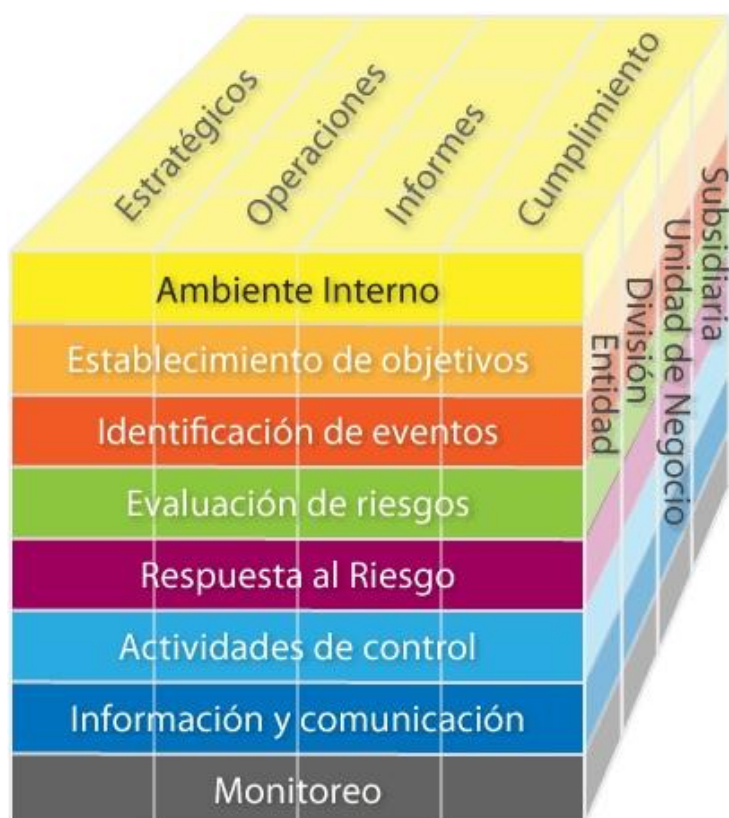 Estratégicos
Operaciones
Informes
Cumplimiento
Ambiente Interno
Establecimiento de objetivos
Identificación de eventos
Evaluación de riesgos
Respuesta al Riesgo
Actividades de control
Información y comunicación
Monitoreo
Entidad
División
Unidad de Negocio
Subsidiaria